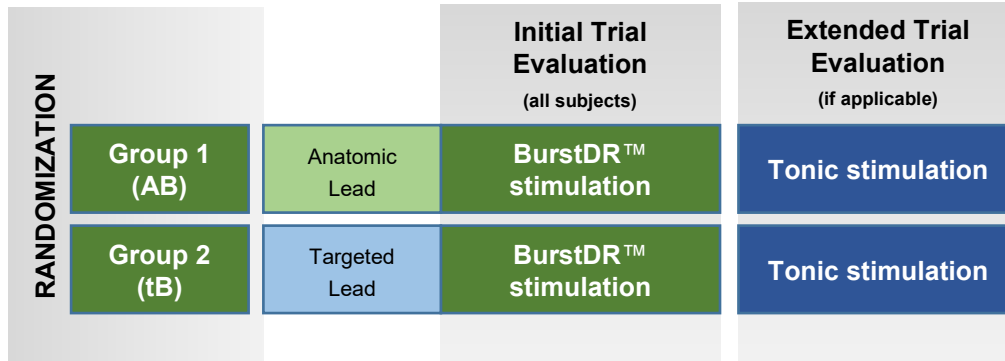 RANDOMIZATION
Initial Trial
Evaluation
(all subjects)
Extended Trial
Evaluation
(if applicable)
Group 1
(AB)
Anatomic
Lead
BurstDR™
stimulation
Tonic stimulation
Group 2
(tB)
Targeted
Lead
BurstDR™
stimulation
Tonic stimulation